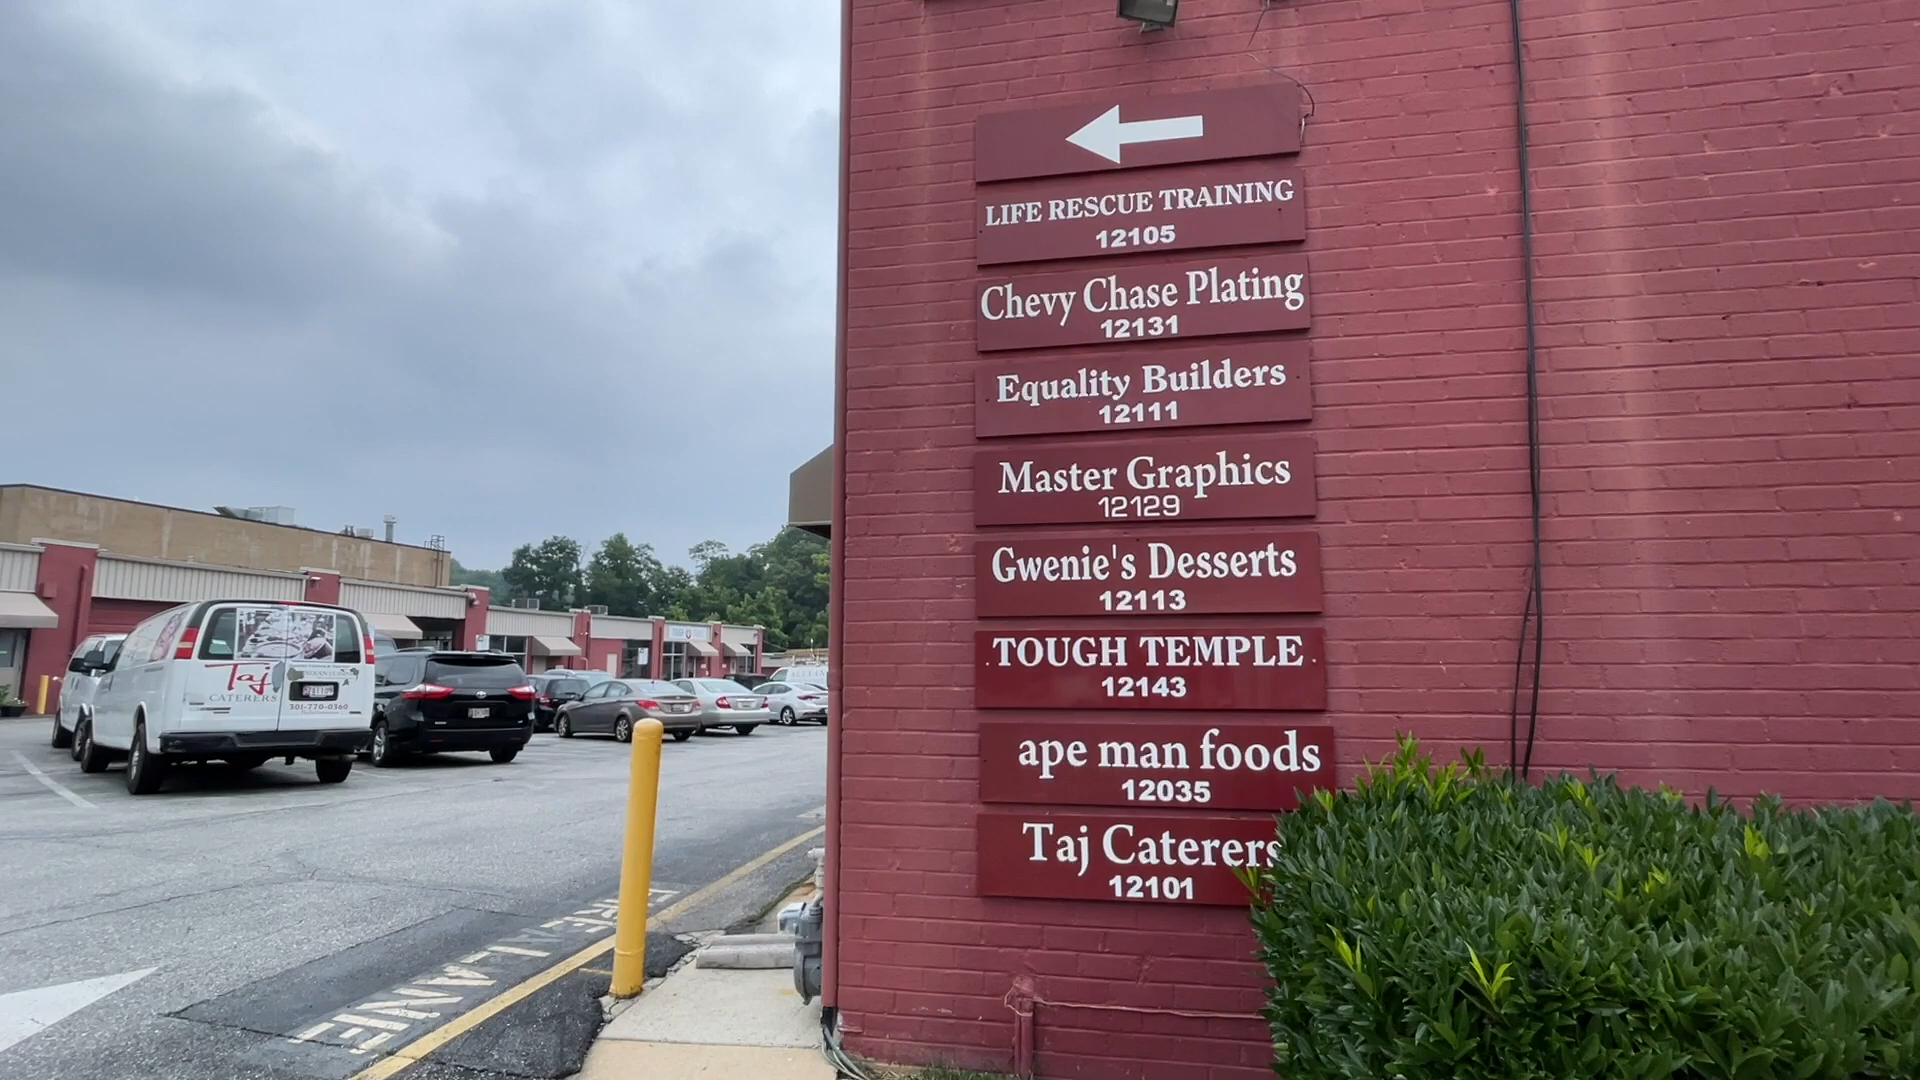 LIFE RESCUE TRAINING
12105
Chevy Chase Plating
12131
Equality Builders
12111
Master Graphics
12129
Gwenie's Desserts
12113
TOUGH TEMPLE
12143
ape man foods
12035
Taj Caterers
12101
Taj
CATERERS
301-770-0360
FIRE LANE